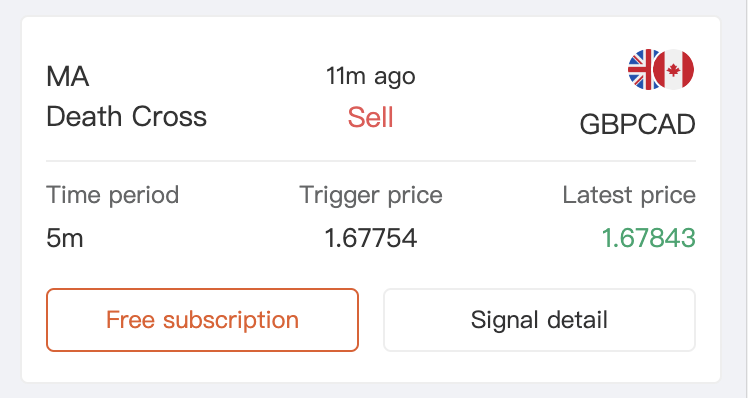 MA
Death Cross
11m ago
Sell
GBPCAD
Time period
Trigger price
Latest price
5m
1.67754
1.67843
Free subscription
Signal detail